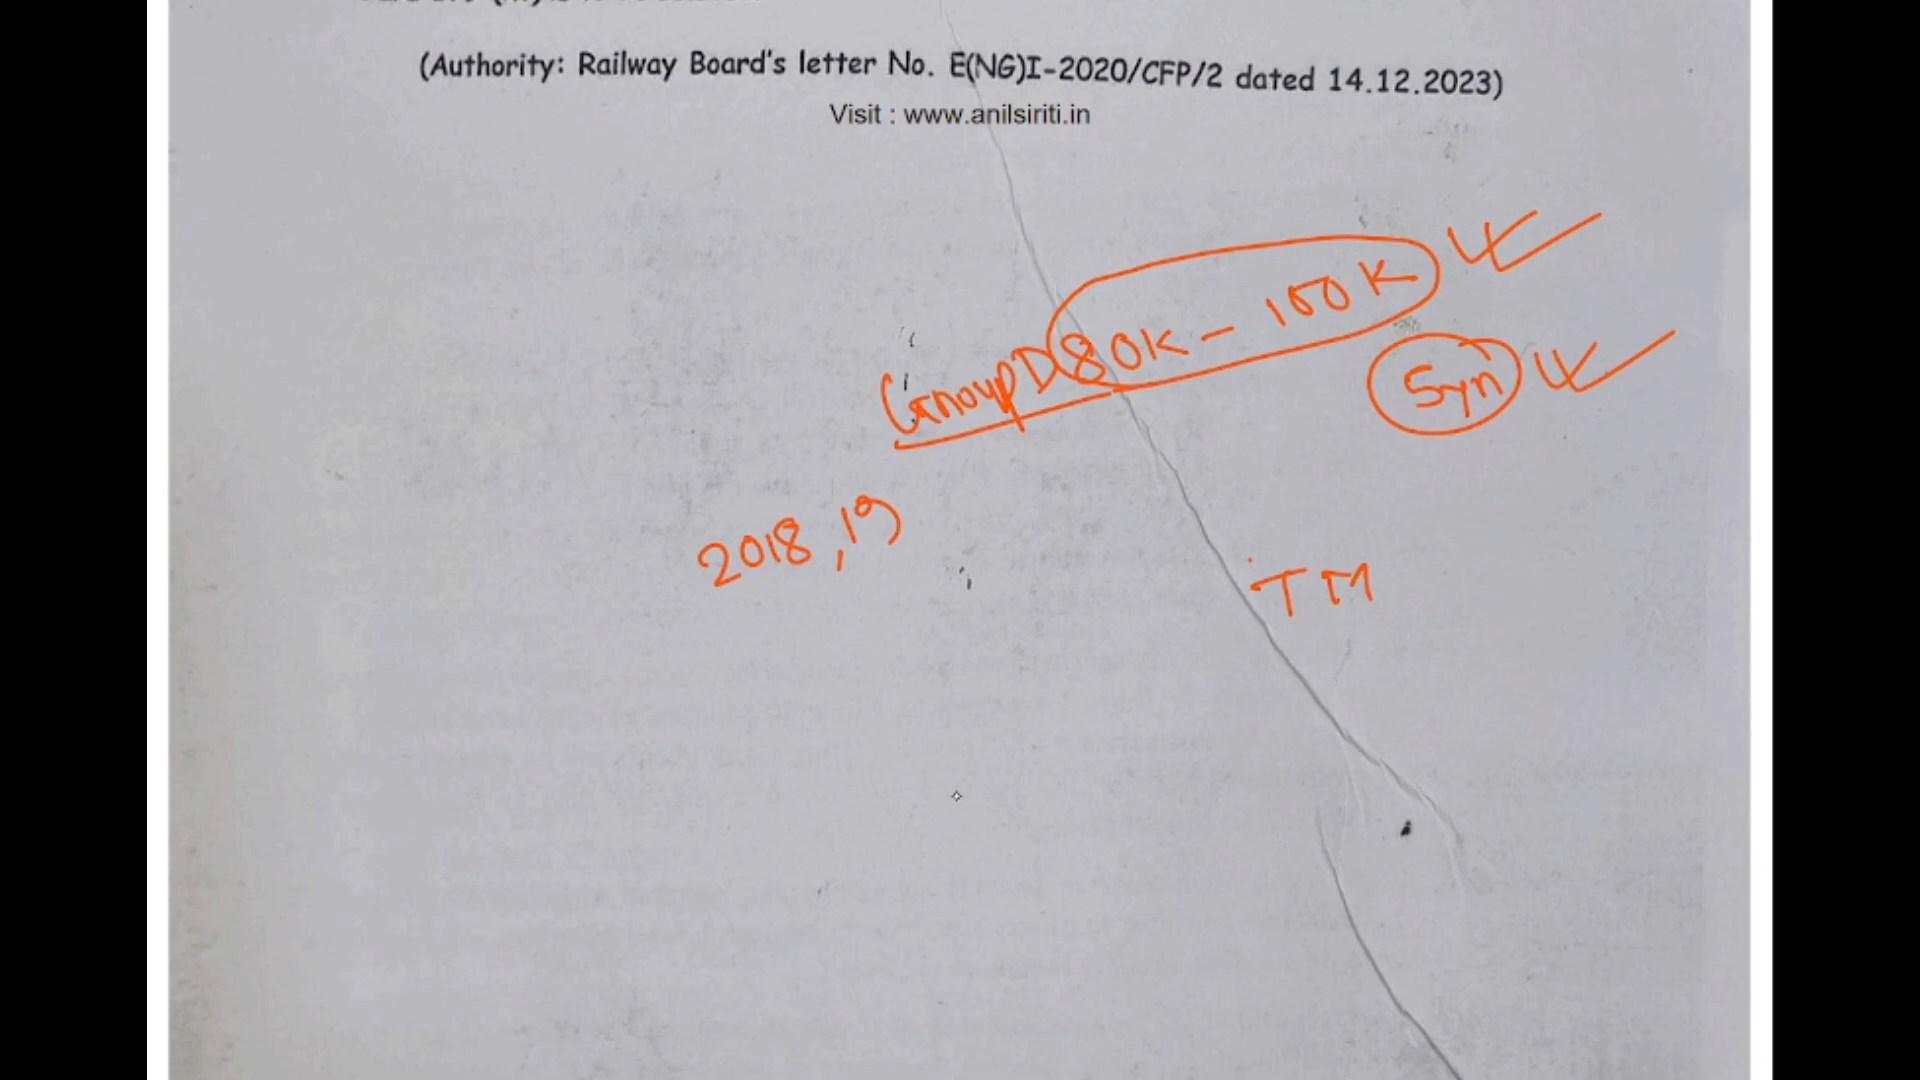 (Authority: Railway Board's letter No. E(NG)I-2020/CFP/2 dated 14.12.2023)
Visit : www.anilsiriti.in
Group D 80K - 100K
5yr
2018, 19
TM